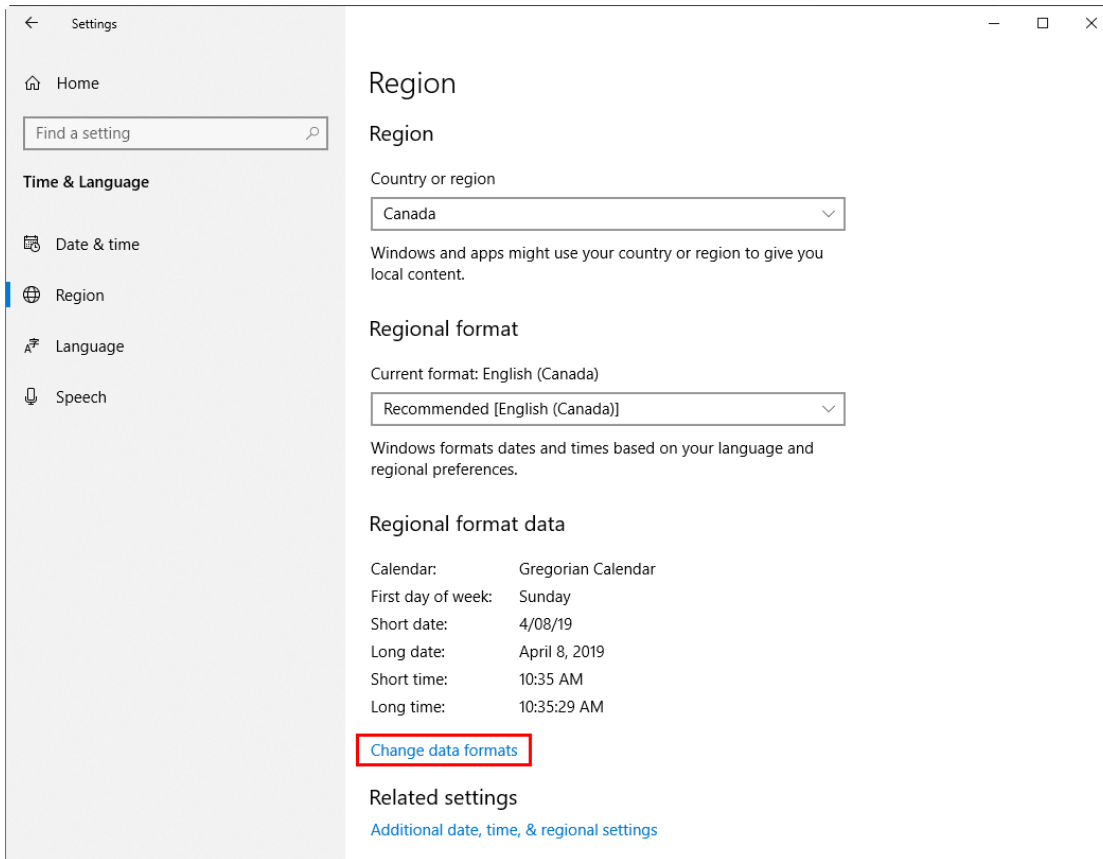 Settings
Home
Find a setting
Time & Language
Date & time
Region
Language
Speech
Region
Region
Country or region
Canada
Windows and apps might use your country or region to give you
local content.
Regional format
Current format: English (Canada)
Recommended [English (Canada)]
Windows formats dates and times based on your language and
regional preferences.
Regional format data
Calendar: Gregorian Calendar
First day of week: Sunday
Short date: 4/08/19
Long date: April 8, 2019
Short time: 10:35 AM
Long time: 10:35:29 AM
Change data formats
Related settings
Additional date, time, & regional settings